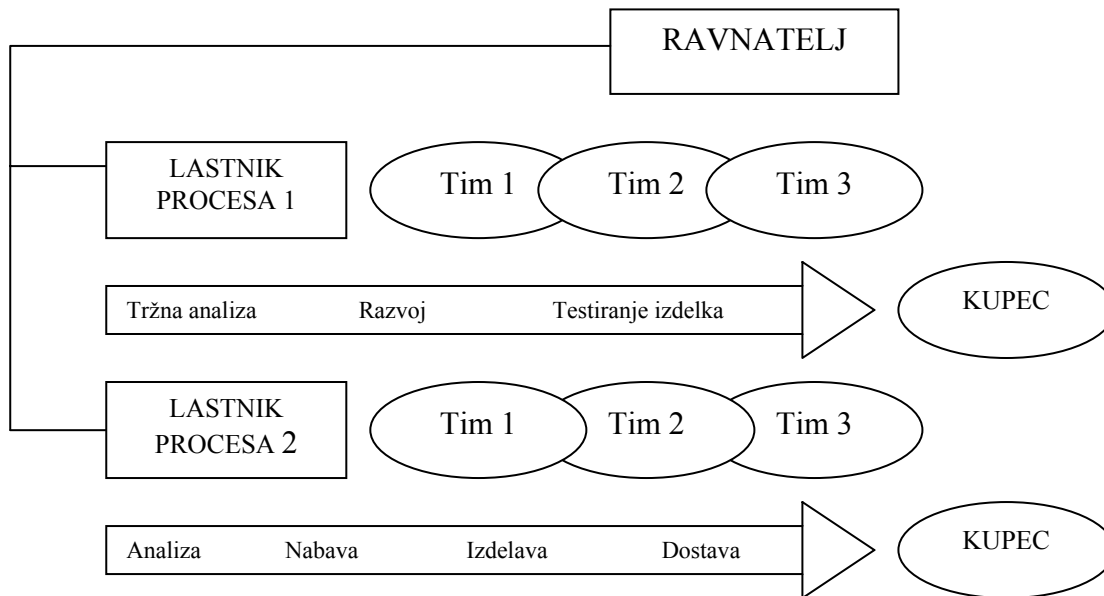 RAVNATELJ
LASTNIK
PROCESA 1
Tim 1
Tim 2
Tim 3
Tržna analiza
Razvoj
Testiranje izdelka
KUPEC
LASTNIK
PROCESA 2
Tim 1
Tim 2
Tim 3
Analiza
Nabava
Izdelava
Dostava
KUPEC